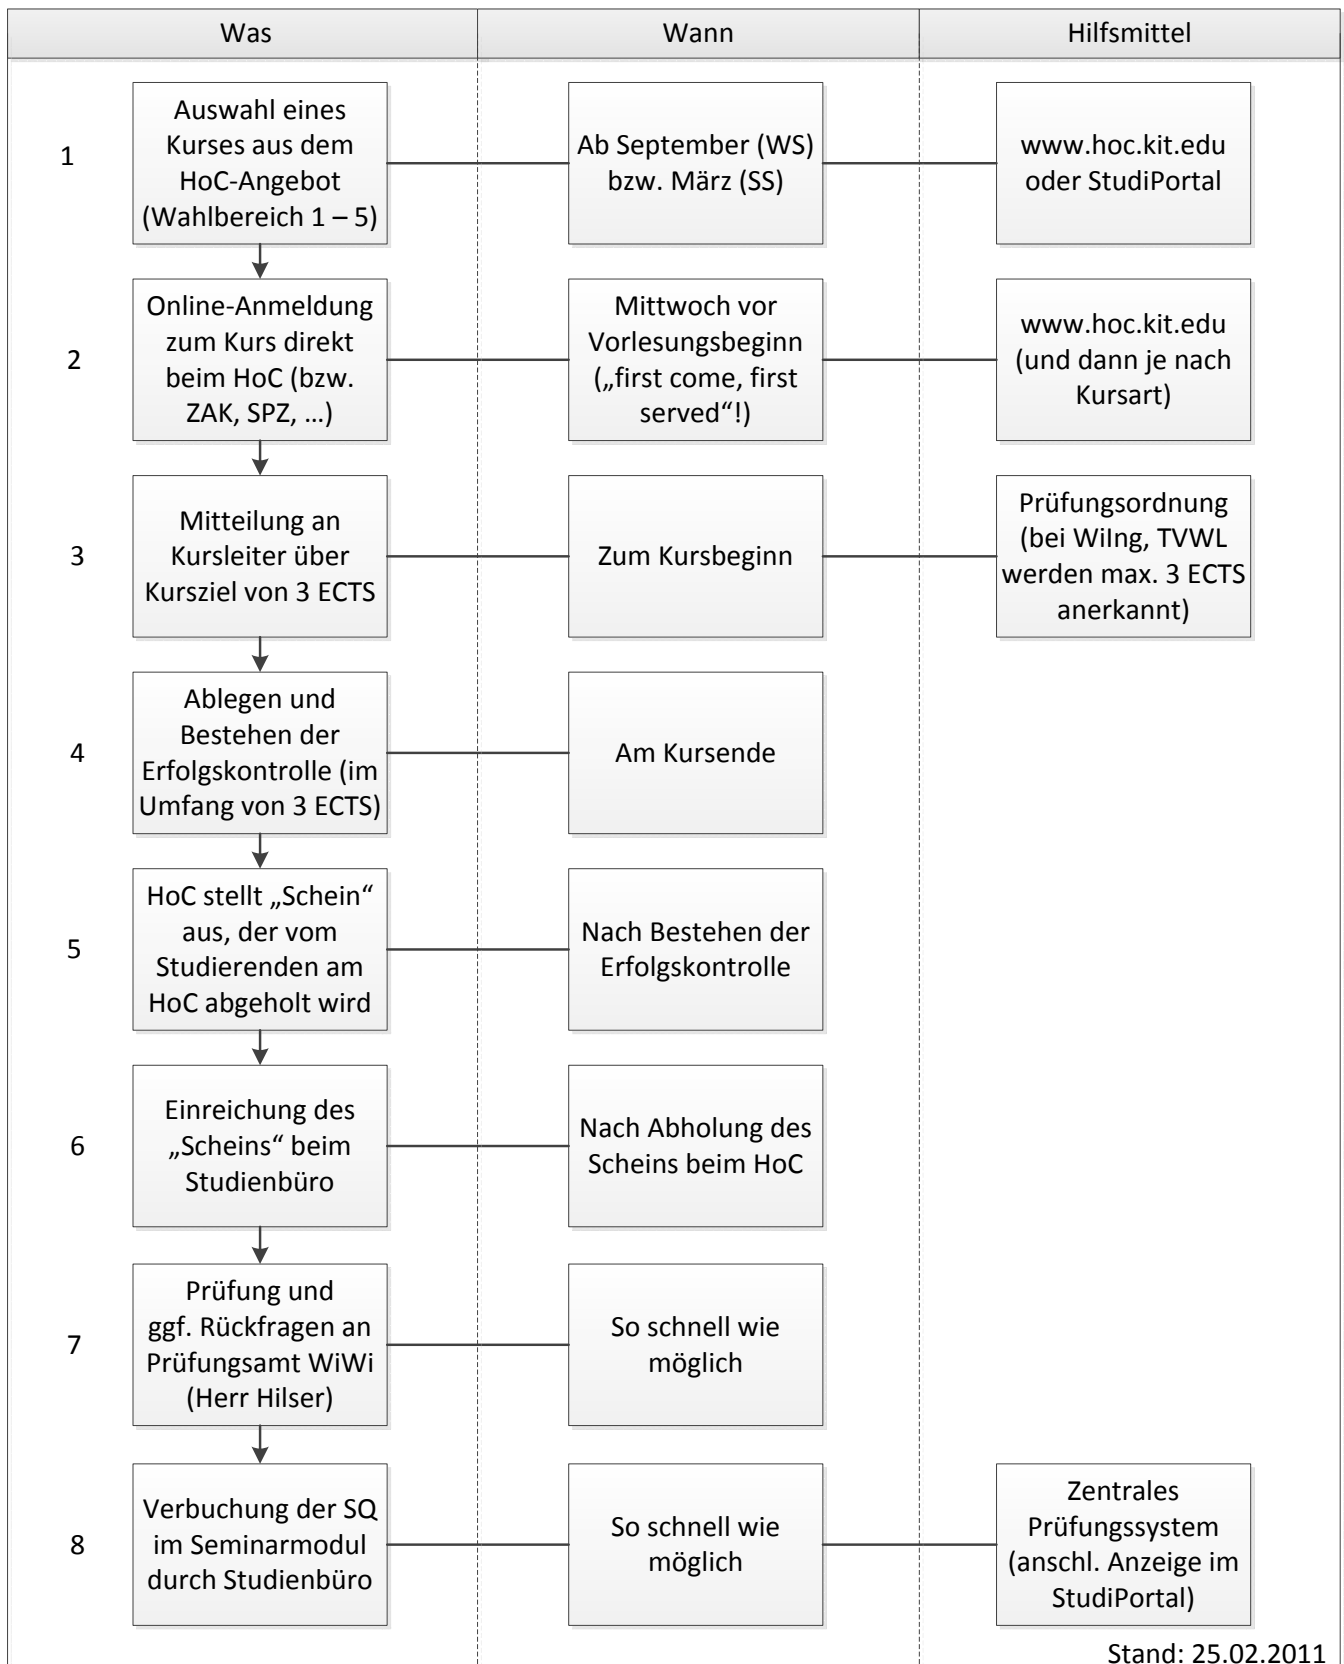 Was
Wann
Hilfsmittel
1
Auswahl eines
Kurses aus dem
HoC-Angebot
(Wahlbereich 1 – 5)
Ab September (WS)
bzw. März (SS)
www.hoc.kit.edu
oder StudiPortal
2
Online-Anmeldung
zum Kurs direkt
beim HoC (bzw.
ZAK, SPZ, …)
Mittwoch vor
Vorlesungsbeginn
(„first come, first
served“!)
www.hoc.kit.edu
(und dann je nach
Kursart)
3
Mitteilung an
Kursleiter über
Kursziel von 3 ECTS
Zum Kursbeginn
Prüfungsordnung
(bei WiIng, TVWL
werden max. 3 ECTS
anerkannt)
4
Ablegen und
Bestehen der
Erfolgskontrolle (im
Umfang von 3 ECTS)
Am Kursende
5
HoC stellt „Schein“
aus, der vom
Studierenden am
HoC abgeholt wird
Nach Bestehen der
Erfolgskontrolle
6
Einreichung des
„Scheins“ beim
Studienbüro
Nach Abholung des
Scheins beim HoC
7
Prüfung und
ggf. Rückfragen an
Prüfungsamt WiWi
(Herr Hilser)
So schnell wie
möglich
8
Verbuchung der SQ
im Seminarmodul
durch Studienbüro
So schnell wie
möglich
Zentrales
Prüfungssystem
(anschl. Anzeige im
StudiPortal)
Stand: 25.02.2011